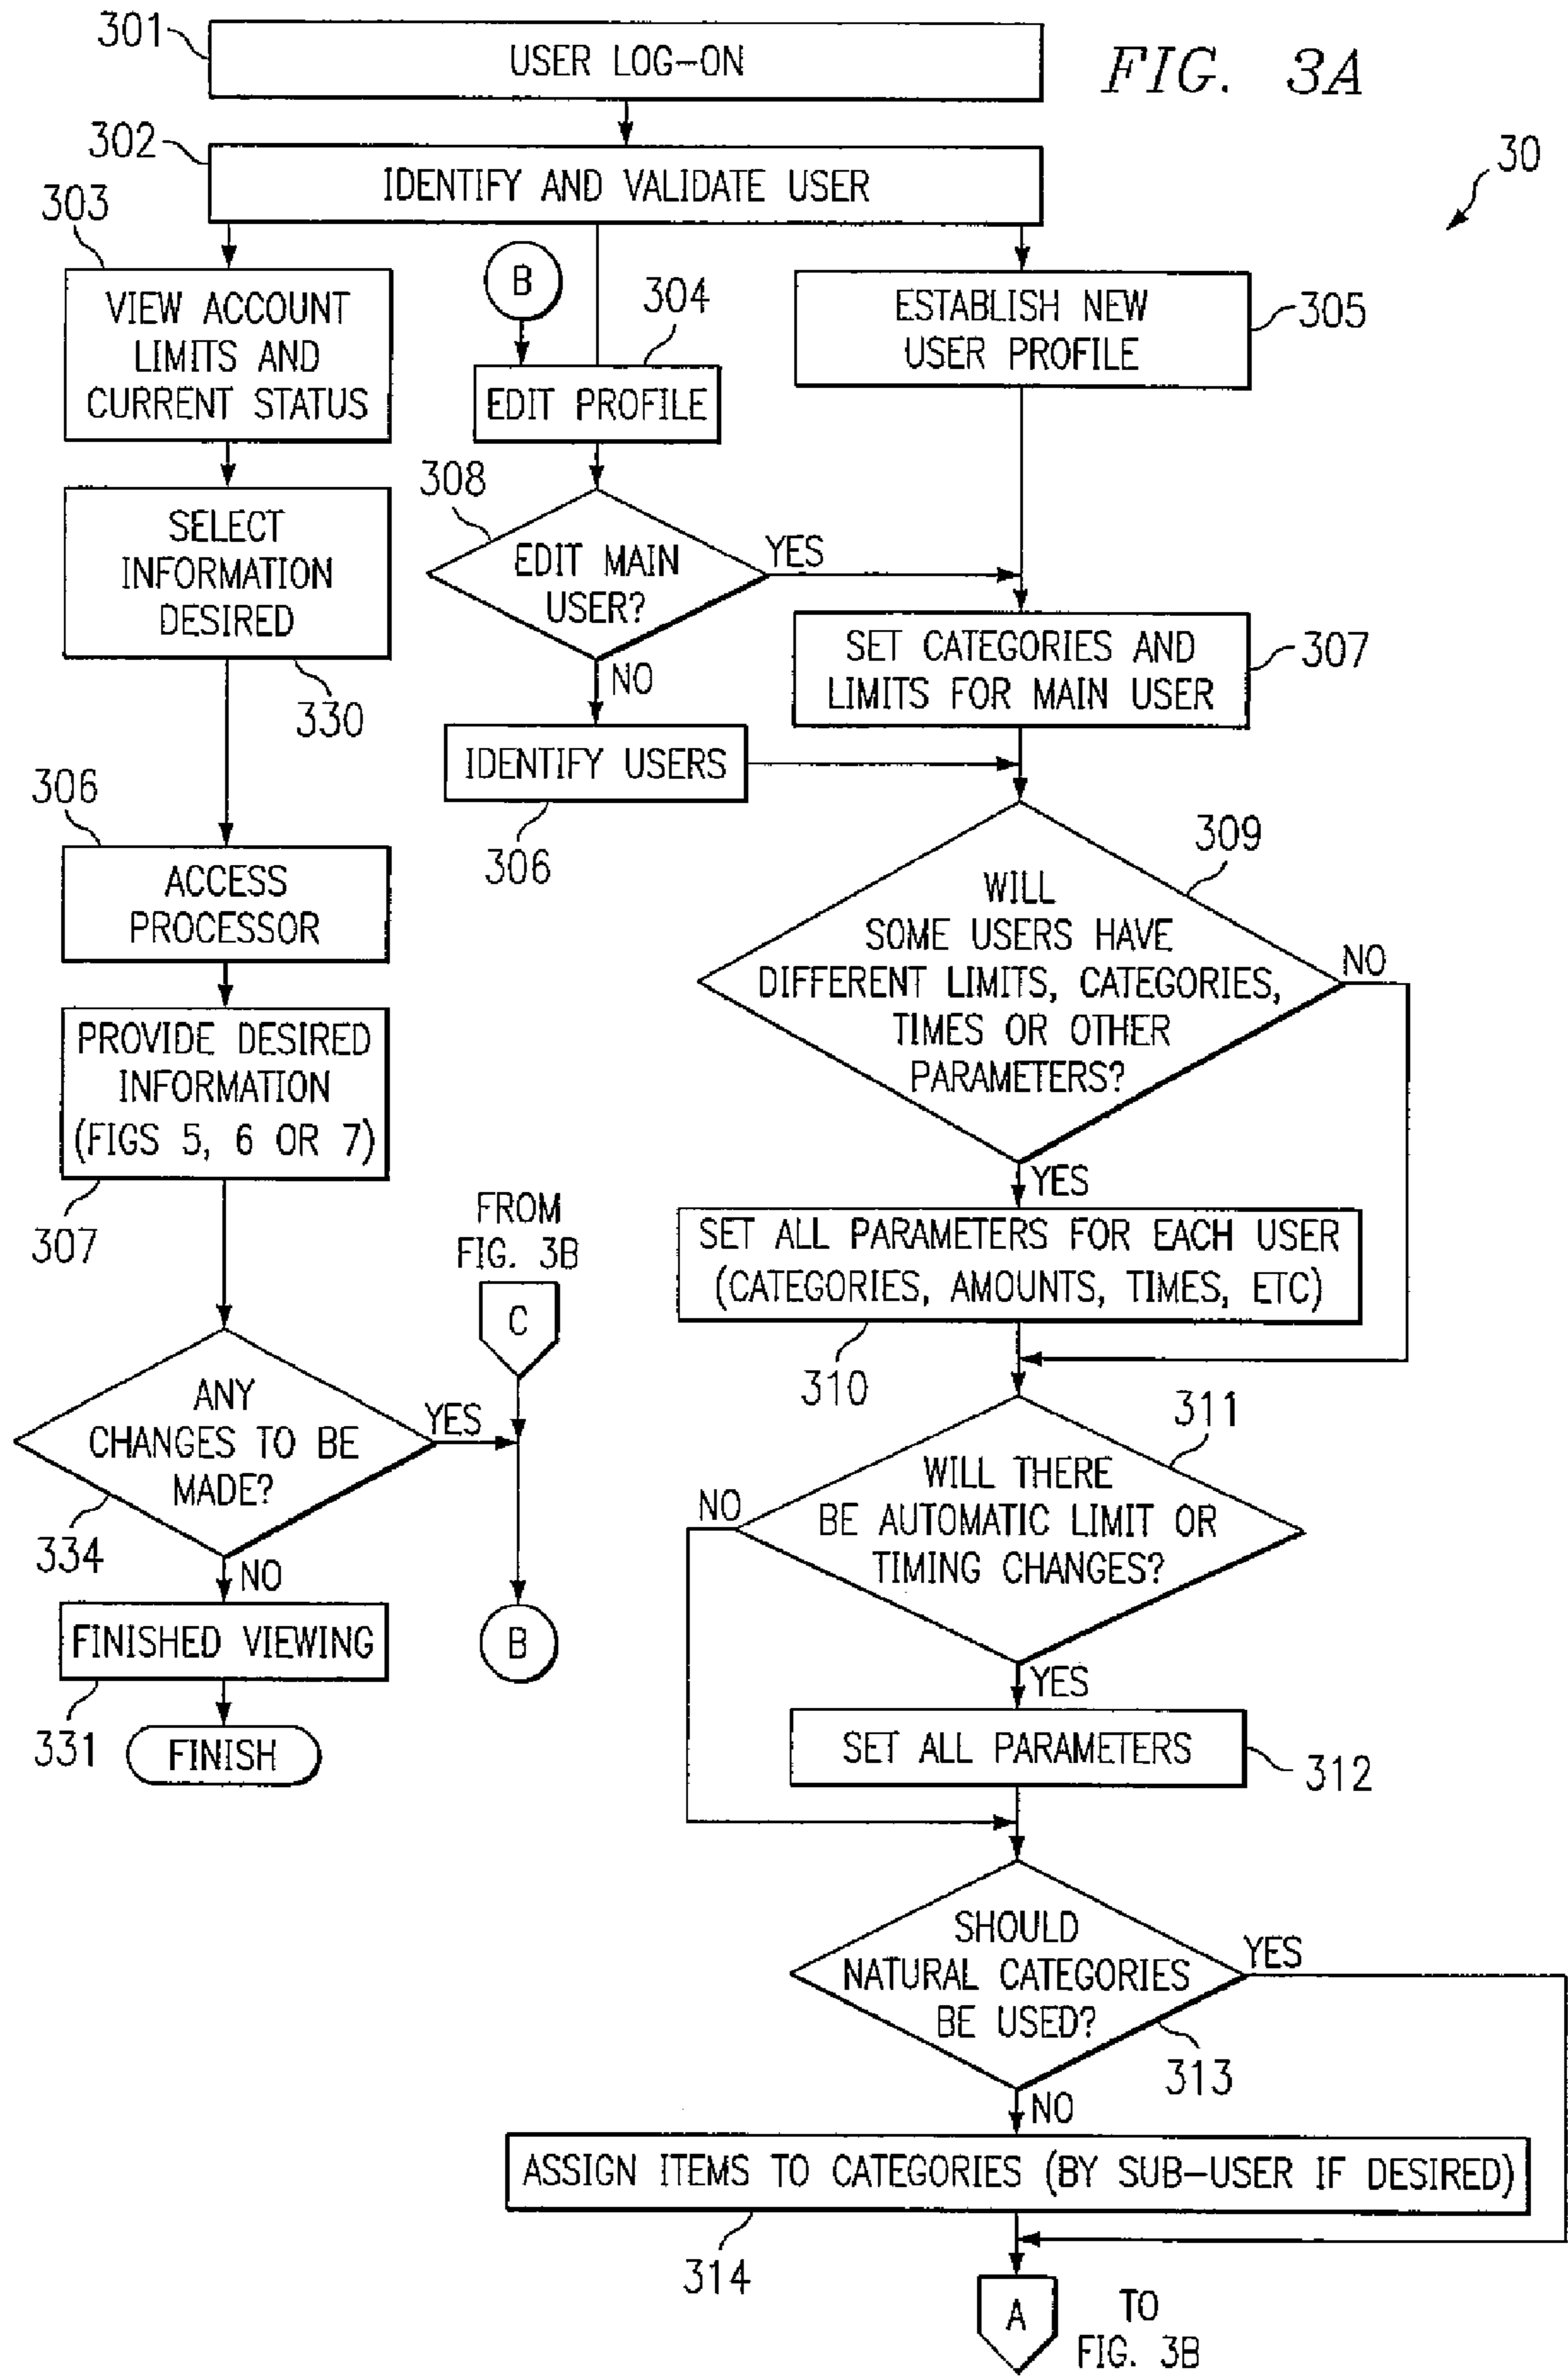 FIG. 3A
30
301
USER LOG-ON
302
IDENTIFY AND VALIDATE USER
303
VIEW ACCOUNT
LIMITS AND
CURRENT STATUS
B
304
EDIT PROFILE
ESTABLISH NEW
USER PROFILE
305
SELECT
INFORMATION
DESIRED
330
308
EDIT MAIN
USER?
YES
NO
SET CATEGORIES AND
LIMITS FOR MAIN USER
307
IDENTIFY USERS
306
306
ACCESS
PROCESSOR
PROVIDE DESIRED
INFORMATION
(FIGS 5, 6 OR 7)
307
309
WILL
SOME USERS HAVE
DIFFERENT LIMITS, CATEGORIES,
TIMES OR OTHER
PARAMETERS?
NO
YES
SET ALL PARAMETERS FOR EACH USER
(CATEGORIES, AMOUNTS, TIMES, ETC)
310
FROM
FIG. 3B
C
ANY
CHANGES TO BE
MADE?
YES
334
NO
B
FINISHED VIEWING
331
FINISH
311
WILL THERE
BE AUTOMATIC LIMIT OR
TIMING CHANGES?
NO
YES
SET ALL PARAMETERS
312
SHOULD
NATURAL CATEGORIES
BE USED?
YES
313
NO
ASSIGN ITEMS TO CATEGORIES (BY SUB-USER IF DESIRED)
314
A
TO
FIG. 3B